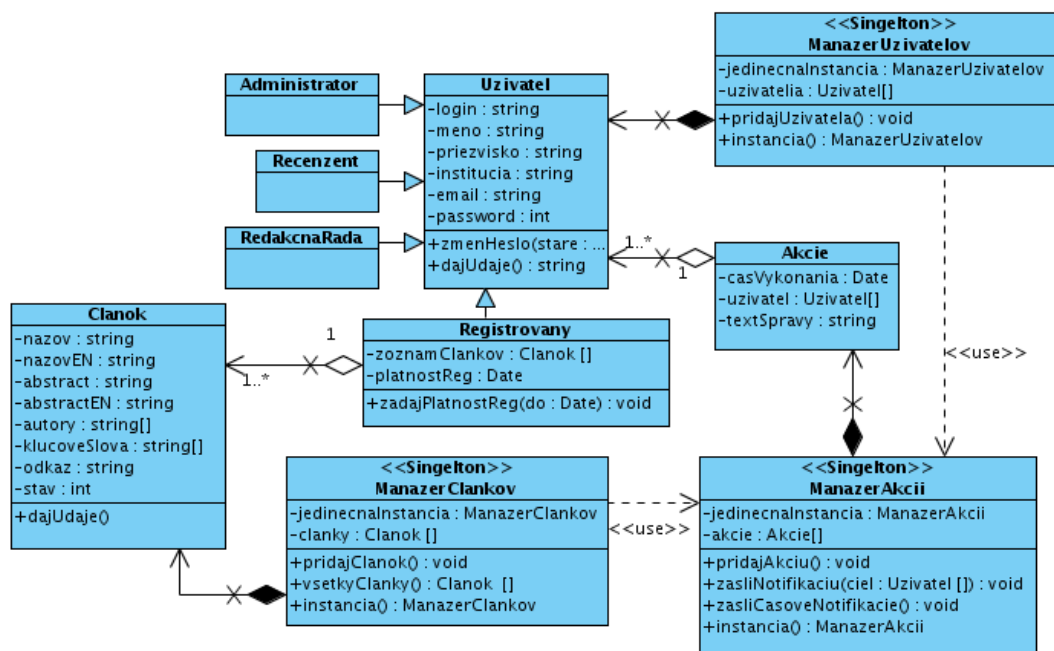 <<Singelton>>
ManazerUzivatelov
-jedinecnaInstancia : ManazerUzivatelov
-uzivatelia : Uzivatel[]
+pridajUzivatela() : void
+instancia() : ManazerUzivatelov
Administrator
Recenzent
RedakcnaRada
Uzivatel
-login : string
-meno : string
-priezvisko : string
-institucia : string
-email : string
-password : int
+zmenHeslo(stare : ...
+dajUdaje() : string
1..*
1
Akcie
-casVykonania : Date
-uzivatel : Uzivatel[]
-textSpravy : string
<<use>>
Clanok
-nazov : string
-nazovEN : string
-abstract : string
-abstractEN : string
-autory : string[]
-klucoveSlova : string[]
-odkaz : string
-stav : int
+dajUdaje()
1
1..*
Registrovany
-zoznamClankov : Clanok []
-platnostReg : Date
+zadajPlatnostReg(do : Date) : void
<<Singelton>>
ManazerClankov
-jedinecnaInstancia : ManazerClankov
-clanky : Clanok []
+pridajClanok() : void
+vsetkyClanky() : Clanok []
+instancia() : ManazerClankov
<<use>>
<<Singelton>>
ManazerAkcii
-jedinecnaInstancia : ManazerAkcii
-akcie : Akcie[]
+pridajAkciu() : void
+zasliNotifikaciu(ciel : Uzivatel []) : void
+zasliCasoveNotifikacie() : void
+instancia() : ManazerAkcii